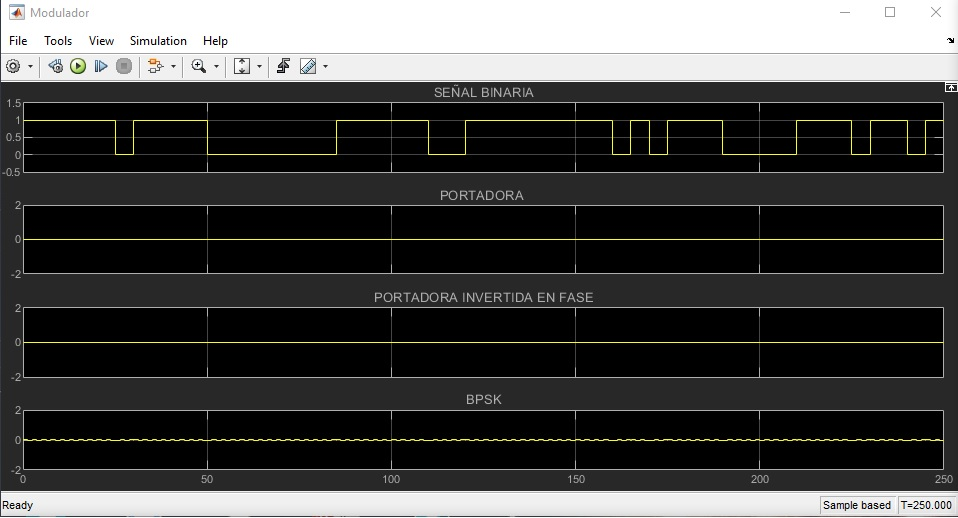 Modulador
File Tools View Simulation Help
SEÑAL BINARIA
1.5
1
0.5
0
-0.5
PORTADORA
2
0
-2
PORTADORA INVERTIDA EN FASE
2
0
-2
BPSK
2
0
-2
0 50 100 150 200 250
Ready Sample based T=250.000